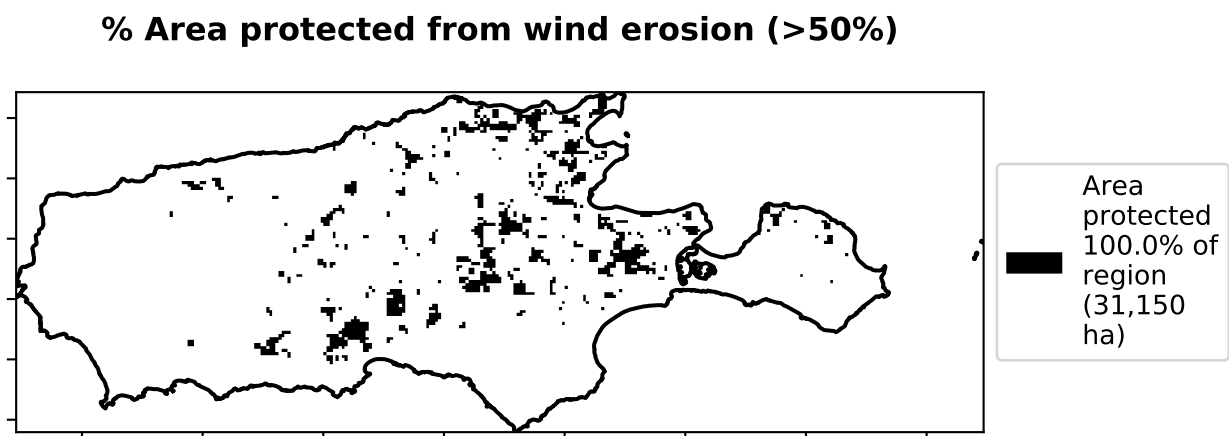 % Area protected from wind erosion (>50%)
Area
protected
100.0% of
region
(31,150
ha)